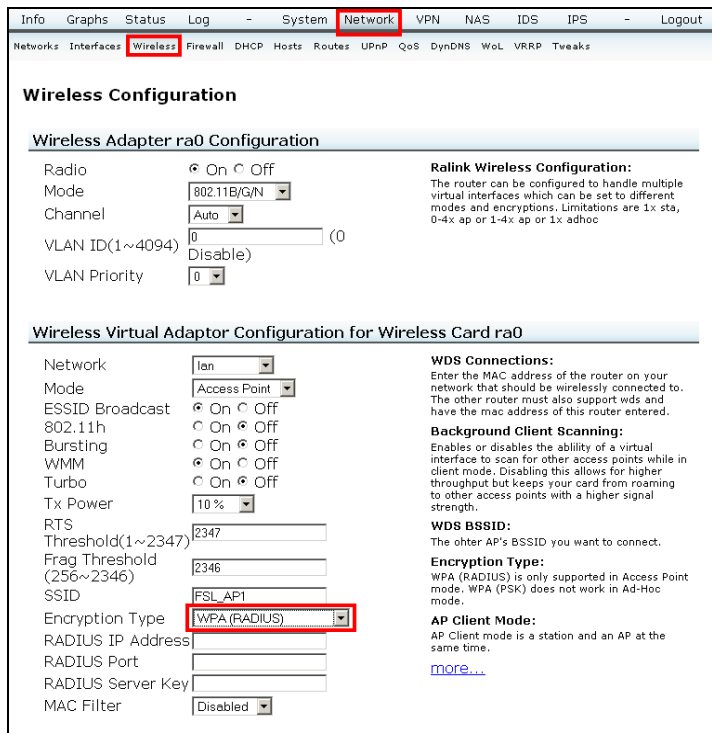 Info Graphs Status Log - System Network VPN NAS IDS IPS - Logout
Networks Interfaces Wireless Firewall DHCP Hosts Routes UPnP QoS DynDNS WoL VRRP Tweaks
Wireless Configuration
Wireless Adapter ra0 Configuration
Radio On Off
Mode 802.11B/G/N
Channel Auto
VLAN ID(1~4094) 0 (0
Disable)
VLAN Priority 0
Ralink Wireless Configuration:
The router can be configured to handle multiple
virtual interfaces which can be set to different
modes and encryptions. Limitations are 1x sta,
0-4x ap or 1-4x ap or 1x adhoc
Wireless Virtual Adaptor Configuration for Wireless Card ra0
Network lan
Mode Access Point
ESSID Broadcast On Off
802.11h On Off
Bursting On Off
WMM On Off
Turbo On Off
Tx Power 10 %
RTS
Threshold(1~2347) 2347
Frag Threshold
(256~2346) 2346
SSID FSL_AP1
Encryption Type WPA (RADIUS)
RADIUS IP Address
RADIUS Port
RADIUS Server Key
MAC Filter Disabled
WDS Connections:
Enter the MAC address of the router on your
network that should be wirelessly connected to.
The other router must also support wds and
have the mac address of this router entered.
Background Client Scanning:
Enables or disables the ablility of a virtual
interface to scan for other access points while in
client mode. Disabling this allows for higher
throughput but keeps your card from roaming
to other access points with a higher signal
strength.
WDS BSSID:
The ohter AP's BSSID you want to connect.
Encryption Type:
WPA (RADIUS) is only supported in Access Point
mode. WPA (PSK) does not work in Ad-Hoc
mode.
AP Client Mode:
AP Client mode is a station and an AP at the
same time.
more...